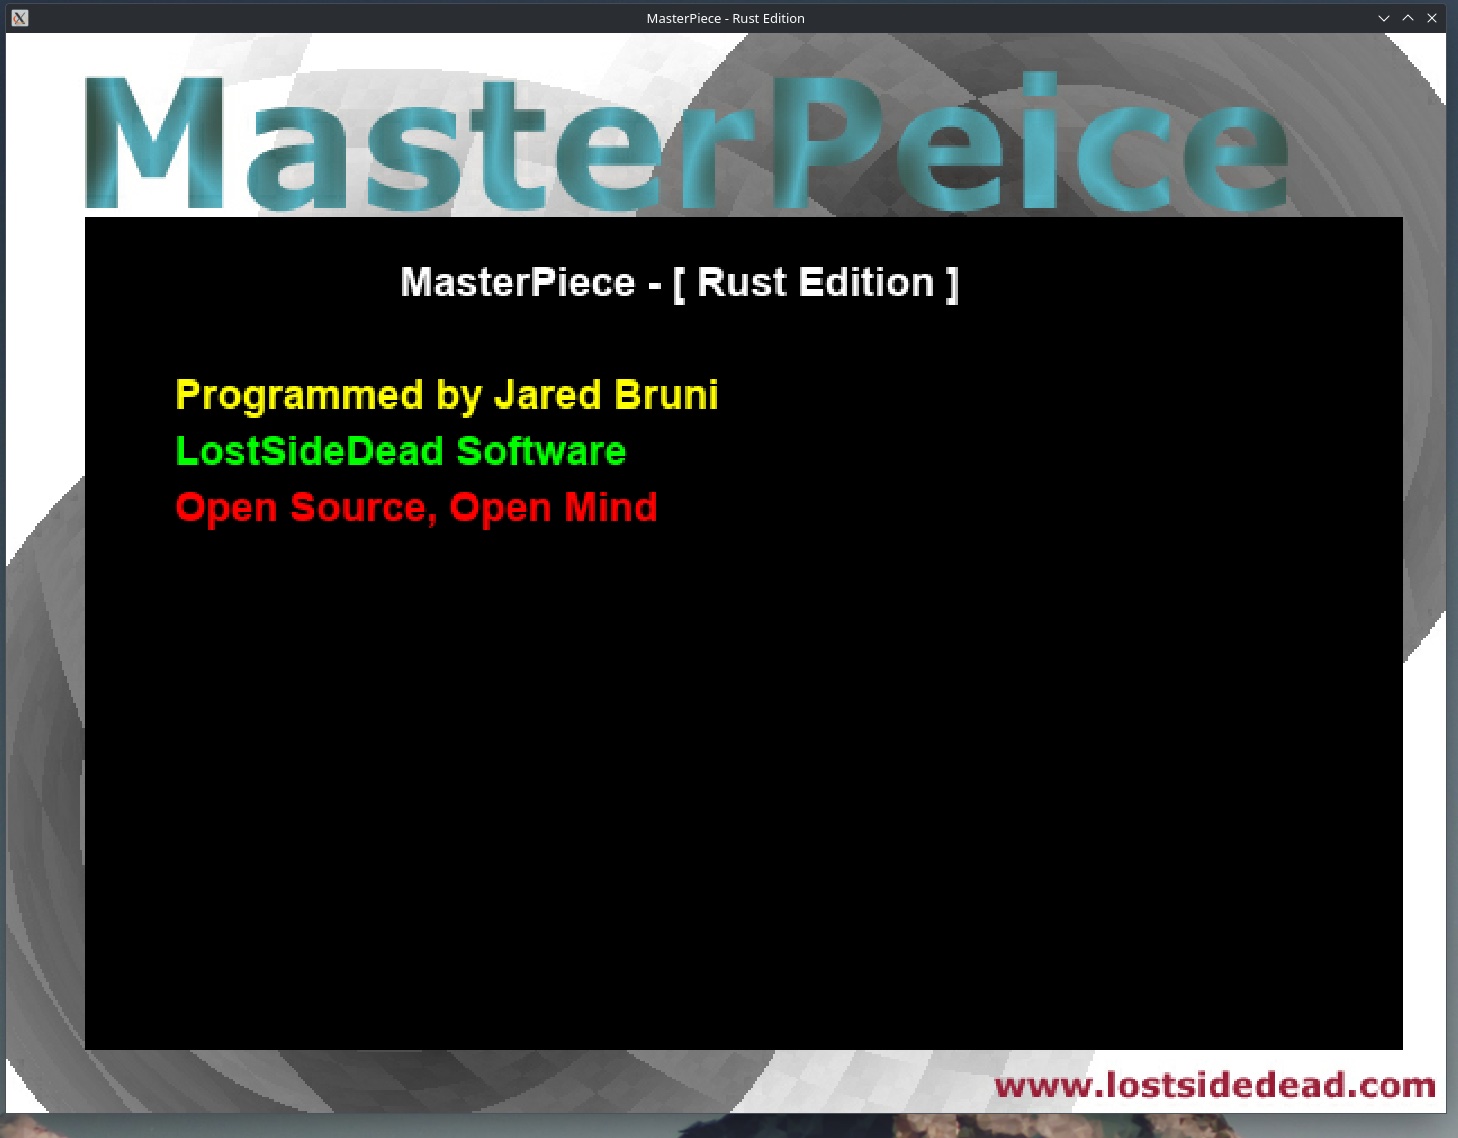 MasterPiece - Rust Edition
MasterPeice
MasterPiece - [ Rust Edition ]
Programmed by Jared Bruni
LostSideDead Software
Open Source, Open Mind
www.lostsidedead.com